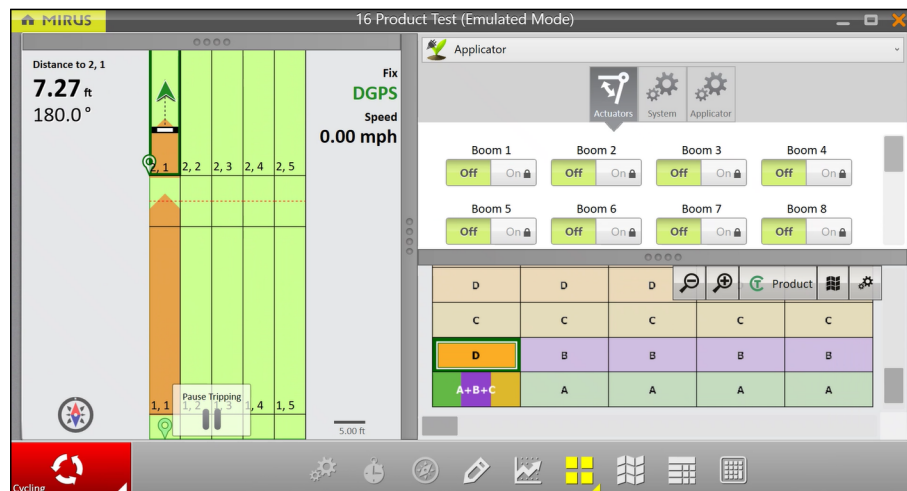 MIRUS
16 Product Test (Emulated Mode)
Distance to 2, 1
7.27 ft
180.0 °
Fix
DGPS
Speed
0.00 mph
2, 1 2, 2 2, 3 2, 4 2, 5
Pause Tripping
1, 1 1, 2 1, 3 1, 4 1, 5
5.00 ft
Applicator
Actuators System Applicator
Boom 1 Boom 2 Boom 3 Boom 4
Off On Off On Off On Off On
Boom 5 Boom 6 Boom 7 Boom 8
Off On Off On Off On Off On
D D D Product
C C C C C
D B B B B
A+B+C A A A A
Cycling